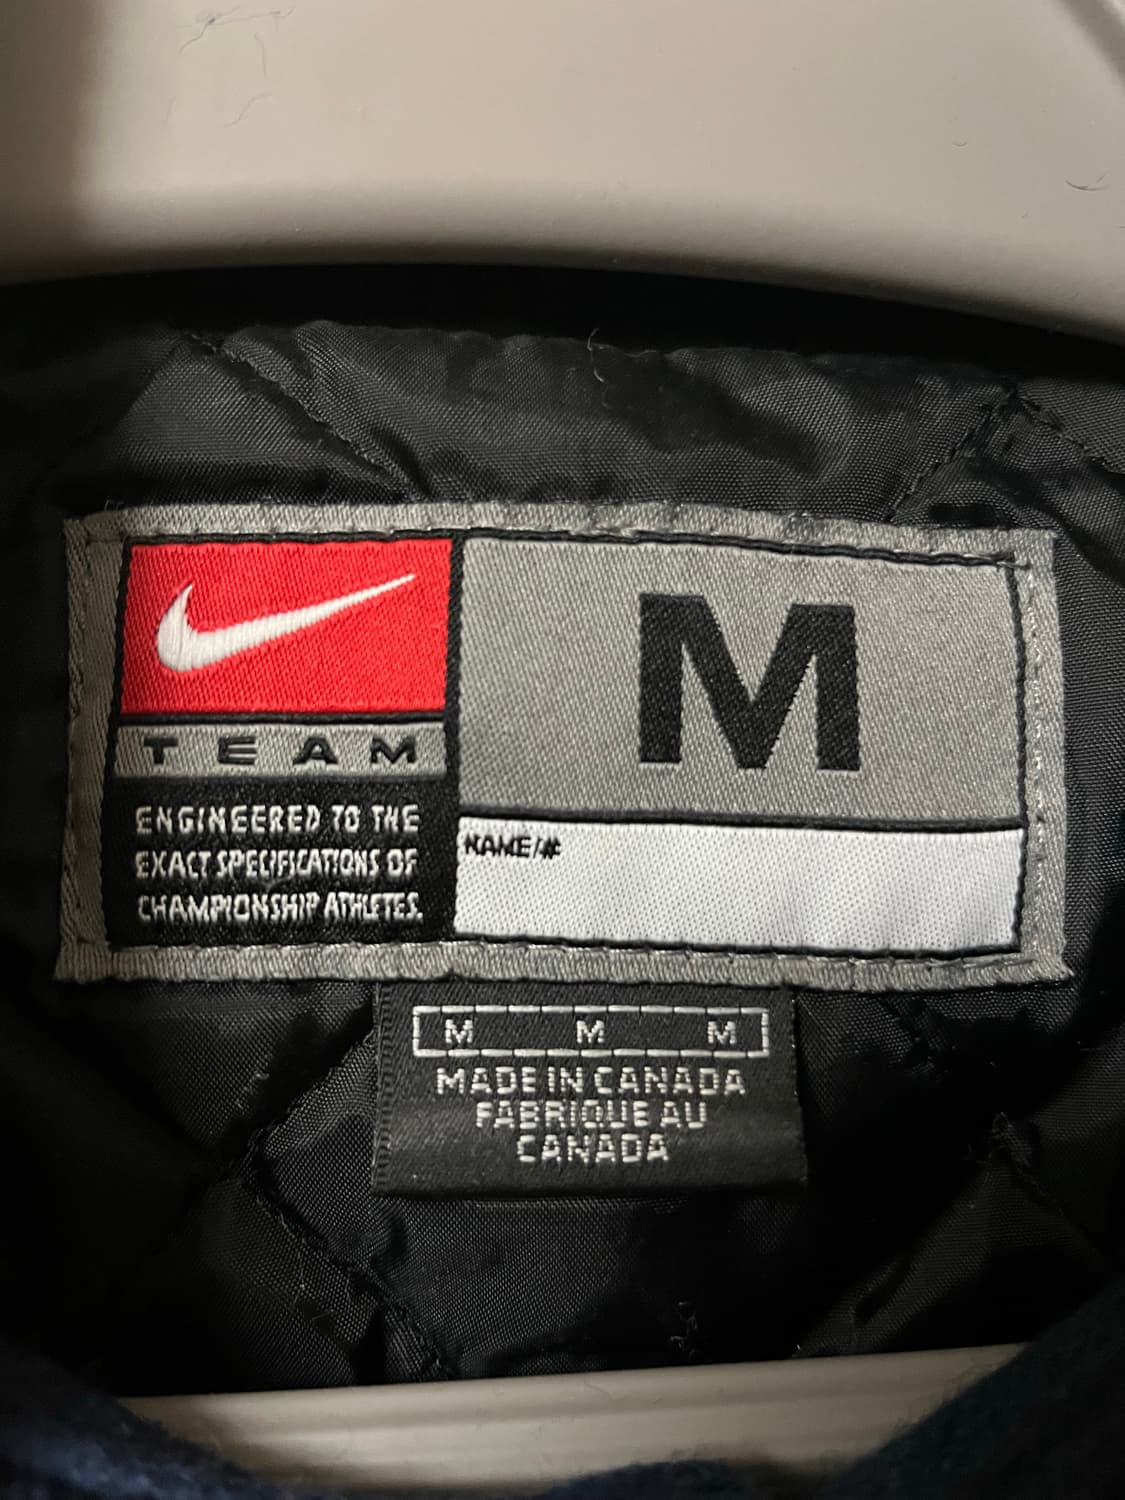 TEAM
ENGINEERED TO THE
EXACT SPECIFICATIONS OF
CHAMPIONSHIP ATHLETES.
M
NAME/#
M M M
MADE IN CANADA
FABRIQUE AU
CANADA